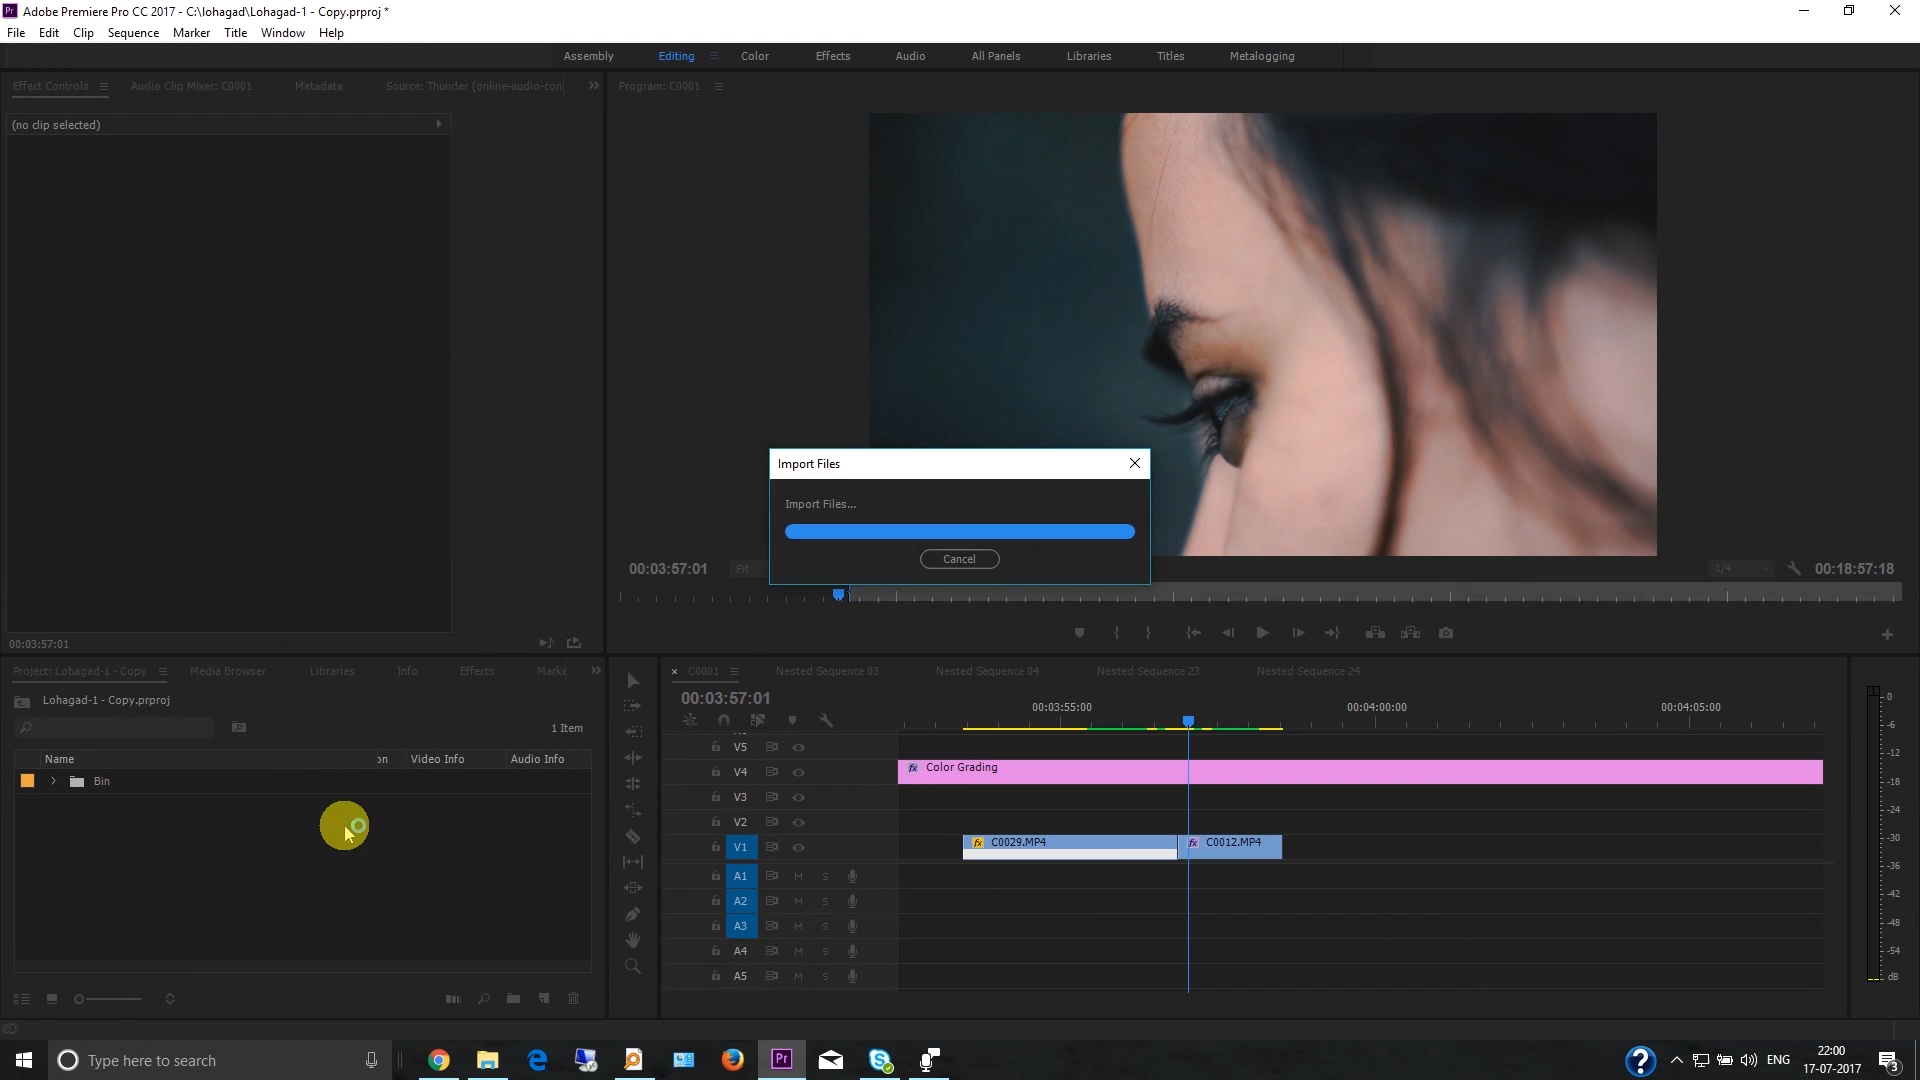 Pr Adobe Premiere Pro CC 2017 - C:\lohagad\Lohagad-1 - Copy.prproj *
File Edit Clip Sequence Marker Title Window Help
Assembly Editing Color Effects Audio All Panels Libraries Titles Metalogging
Effect Controls Audio Clip Mixer: C0001 Metadata Source: Thunder (online-audio-con
Program: C0001
(no clip selected)
Import Files
Import Files...
Cancel
00:03:57:01 Fit 1/4 00:18:57:18
00:03:57:01
Project: Lohagad-1 - Copy Media Browser Libraries Info Effects Marke
Lohagad-1 - Copy.prproj
1 Item
Name on Video Info Audio Info
Bin
× C0001 Nested Sequence 03 Nested Sequence 04 Nested Sequence 23 Nested Sequence 24
00:03:57:01
00:03:55:00 00:04:00:00 00:04:05:00
V5
V4 fx Color Grading
V3
V2
V1 fx C0029.MP4 fx C0012.MP4
A1 M S
A2 M S
A3 M S
A4 M S
A5 M S
0
-6
-12
-18
-24
-30
-36
-42
-48
-54
dB
Type here to search
Pr
ENG
22:00
17-07-2017
3